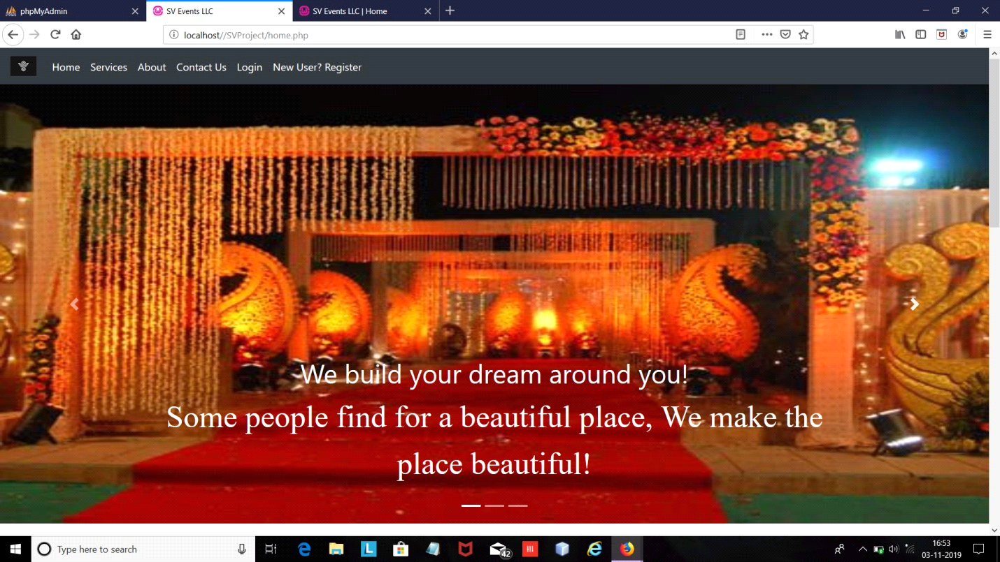 phpMyAdmin
SV Events LLC
SV Events LLC | Home
localhost//SVProject/home.php
Home Services About Contact Us Login New User? Register
We build your dream around you!
Some people find for a beautiful place, We make the
place beautiful!
Type here to search
42
16:53
03-11-2019